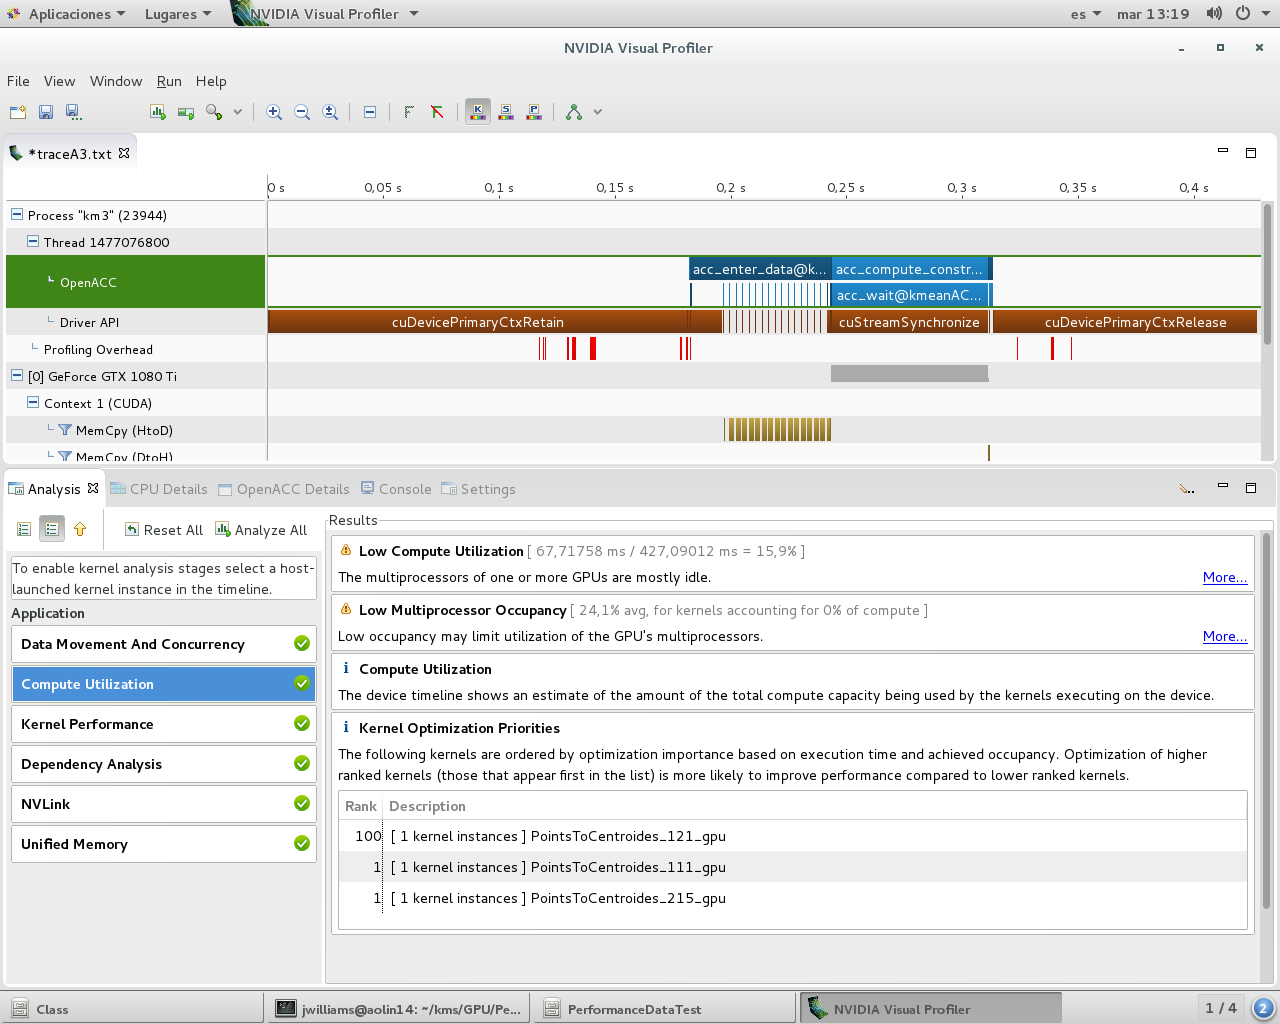 Aplicaciones Lugares NVIDIA Visual Profiler es mar 13:19
NVIDIA Visual Profiler
File View Window Run Help
K S P
*traceA3.txt
0 s 0,05 s 0,1 s 0,15 s 0,2 s 0,25 s 0,3 s 0,35 s 0,4 s
Process "km3" (23944)
Thread 1477076800
OpenACC
acc_enter_data@k... acc_compute_constr...
acc_wait@kmeanAC...
Driver API cuDevicePrimaryCtxRetain cuStreamSynchronize cuDevicePrimaryCtxRelease
Profiling Overhead
[0] GeForce GTX 1080 Ti
Context 1 (CUDA)
MemCpy (HtoD)
MemCpy (DtoH)
Analysis CPU Details OpenACC Details Console Settings
Reset All Analyze All
To enable kernel analysis stages select a host-
launched kernel instance in the timeline.
Application
Data Movement And Concurrency
Compute Utilization
Kernel Performance
Dependency Analysis
NVLink
Unified Memory
Results
Low Compute Utilization [ 67,71758 ms / 427,09012 ms = 15,9% ]
The multiprocessors of one or more GPUs are mostly idle. More...
Low Multiprocessor Occupancy [ 24,1% avg, for kernels accounting for 0% of compute ]
Low occupancy may limit utilization of the GPU's multiprocessors. More...
Compute Utilization
The device timeline shows an estimate of the amount of the total compute capacity being used by the kernels executing on the device.
Kernel Optimization Priorities
The following kernels are ordered by optimization importance based on execution time and achieved occupancy. Optimization of higher
ranked kernels (those that appear first in the list) is more likely to improve performance compared to lower ranked kernels.
Rank Description
100 [ 1 kernel instances ] PointsToCentroides_121_gpu
1 [ 1 kernel instances ] PointsToCentroides_111_gpu
1 [ 1 kernel instances ] PointsToCentroides_215_gpu
Class jwilliams@aolin14: ~/kms/GPU/Pe... PerformanceDataTest NVIDIA Visual Profiler 1 / 4 2